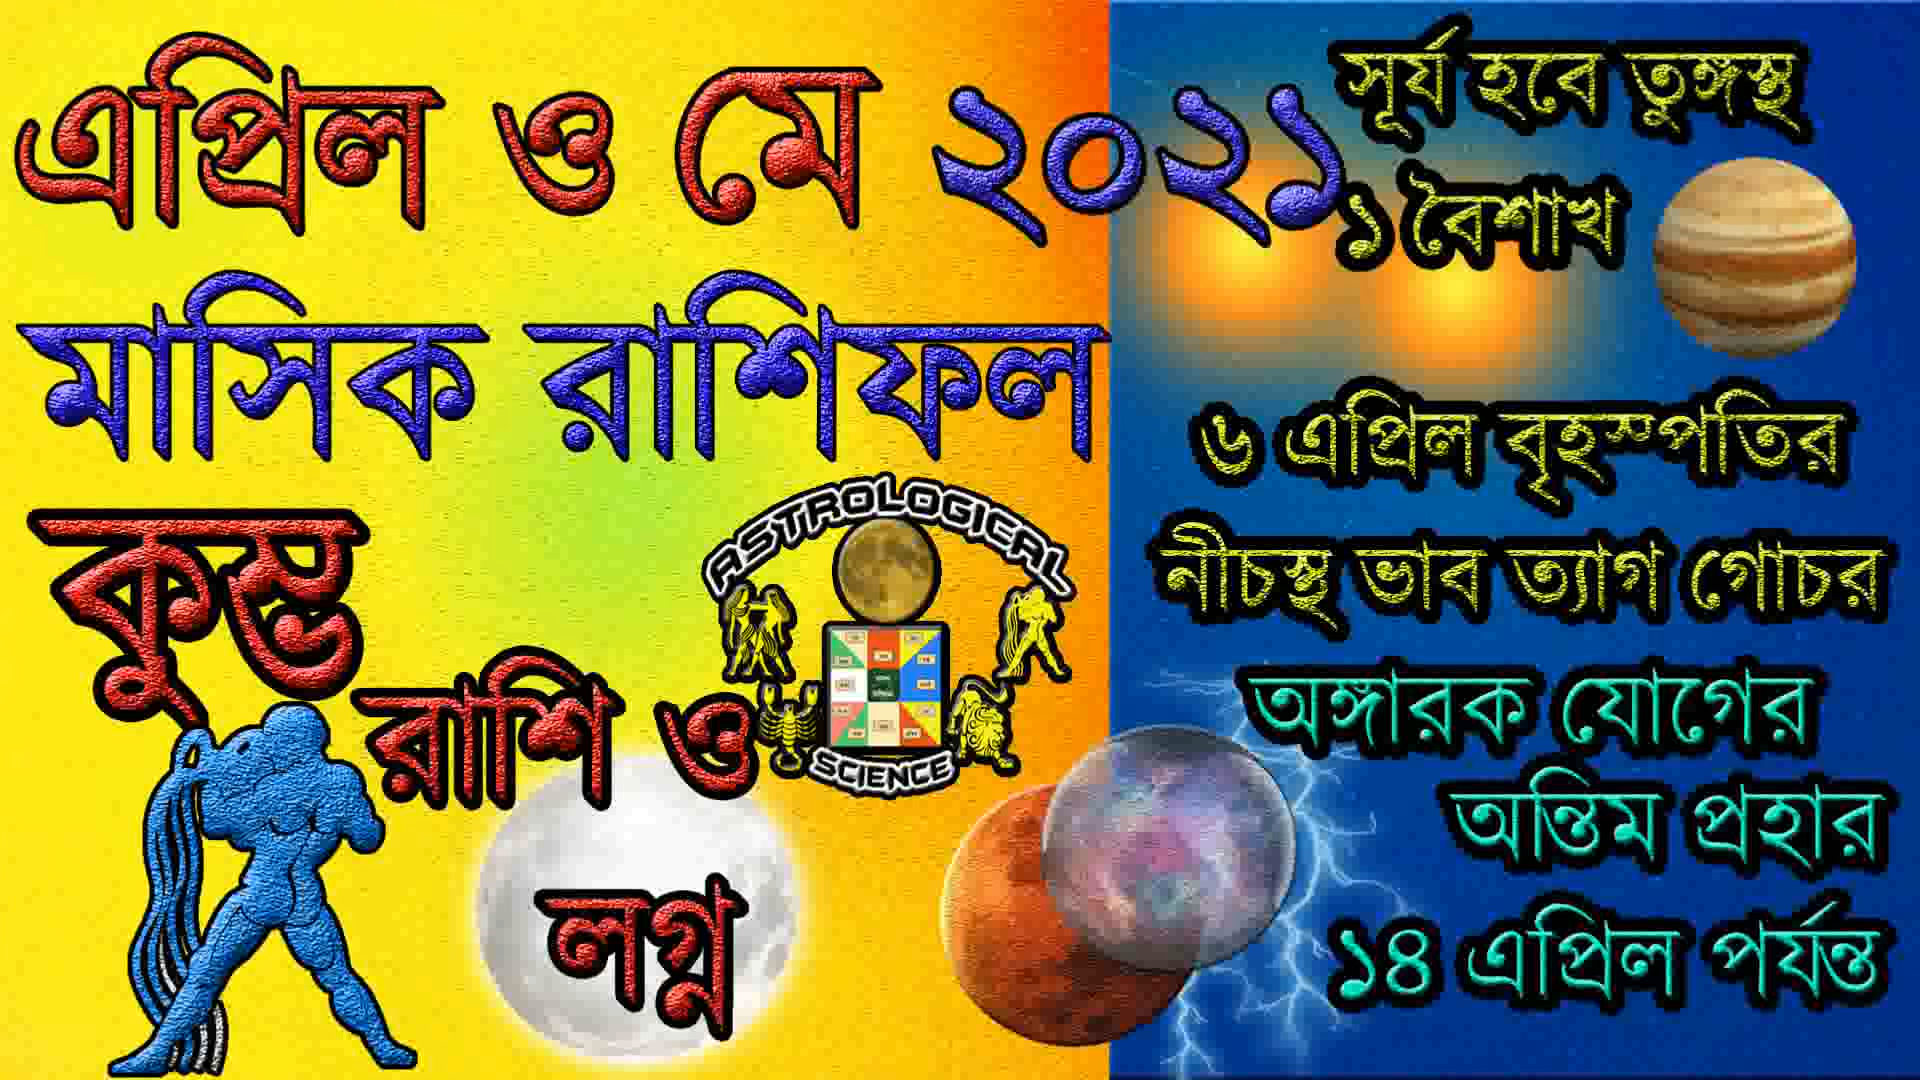 এপ্রিল ও মে ২০২১
মাসিক রাশিফল
কুম্ভ
রাশি ও
লগ্ন
ASTROLOGICAL
SCIENCE
সূর্য হবে তুঙ্গস্থ
১ বৈশাখ
৬ এপ্রিল বৃহস্পতির
নীচস্থ ভাব ত্যাগ গোচর
অঙ্গারক যোগের
অন্তিম প্রহার
১৪ এপ্রিল পর্যন্ত